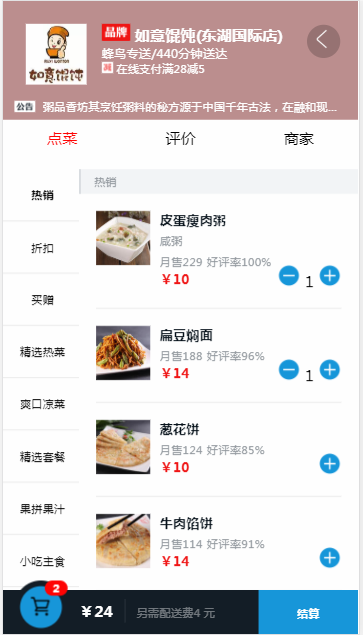 品牌 如意馄饨(东湖国际店)
蜂鸟专送/440分钟送达
减 在线支付满28减5
如意馄饨
公告 粥品香坊其烹饪粥料的秘方源于中国千年古法，在融和现...
点菜 评价 商家
热销
热销
折扣
买赠
精选热菜
爽口凉菜
精选套餐
果拼果汁
小吃主食
皮蛋瘦肉粥
咸粥
月售229 好评率100%
￥10
1
扁豆焖面
月售188 好评率96%
￥14
1
葱花饼
月售124 好评率85%
￥10
牛肉馅饼
月售114 好评率91%
￥14
2
￥24
另需配送费4 元
结算